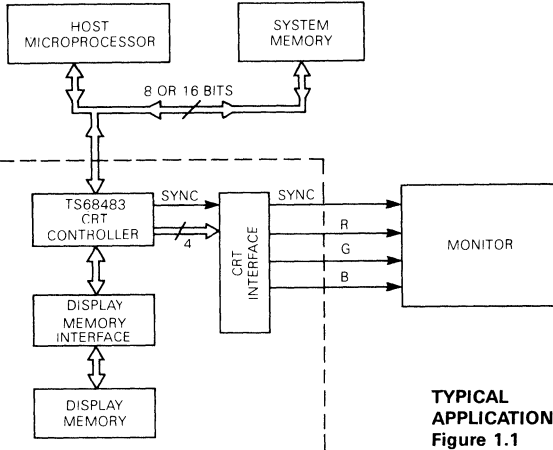 HOST
MICROPROCESSOR
SYSTEM
MEMORY
8 OR 16 BITS
TS68483
CRT
CONTROLLER
SYNC
4
CRT
INTERFACE
SYNC
R
G
B
MONITOR
DISPLAY
MEMORY
INTERFACE
DISPLAY
MEMORY
TYPICAL
APPLICATION
Figure 1.1